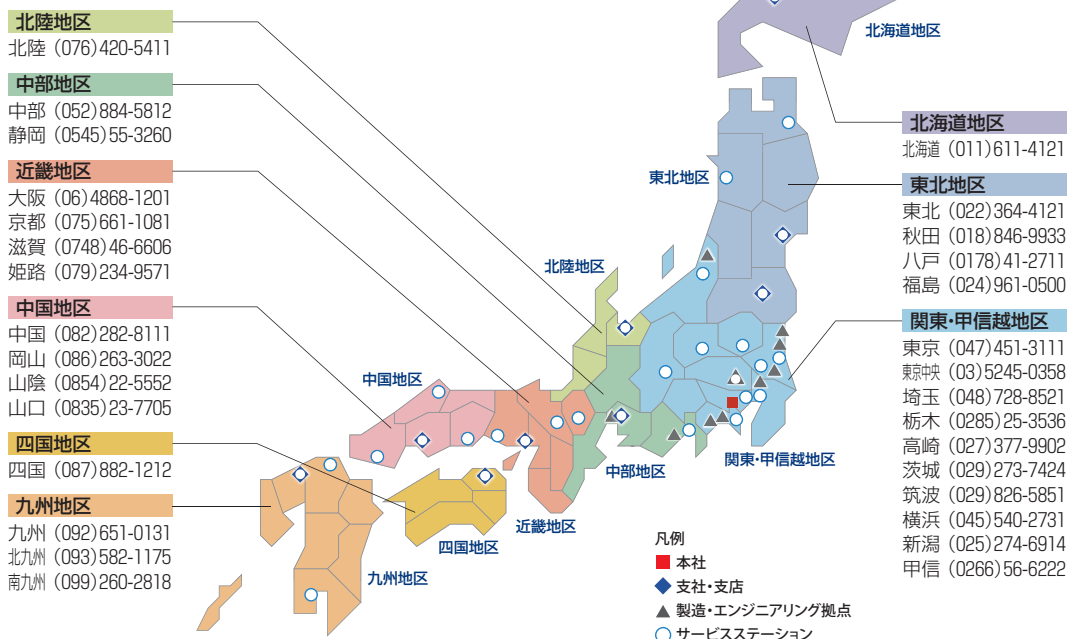 北陸地区
北陸 (076)420-5411
中部地区
中部 (052)884-5812
静岡 (0545)55-3260
近畿地区
大阪 (06)4868-1201
京都 (075)661-1081
滋賀 (0748)46-6606
姫路 (079)234-9571
中国地区
中国 (082)282-8111
岡山 (086)263-3022
山陰 (0854)22-5552
山口 (0835)23-7705
四国地区
四国 (087)882-1212
九州地区
九州 (092)651-0131
北九州 (093)582-1175
南九州 (099)260-2818
北海道地区
東北地区
北陸地区
中国地区
関東・甲信越地区
中部地区
近畿地区
四国地区
九州地区
凡例
本社
支社・支店
製造・エンジニアリング拠点
サービスステーション
北海道地区
北海道 (011)611-4121
東北地区
東北 (022)364-4121
秋田 (018)846-9933
八戸 (0178)41-2711
福島 (024)961-0500
関東・甲信越地区
東京 (047)451-3111
東京中央 (03)5245-0358
埼玉 (048)728-8521
栃木 (0285)25-3536
高崎 (027)377-9902
茨城 (029)273-7424
筑波 (029)826-5851
横浜 (045)540-2731
新潟 (025)274-6914
甲信 (0266)56-6222